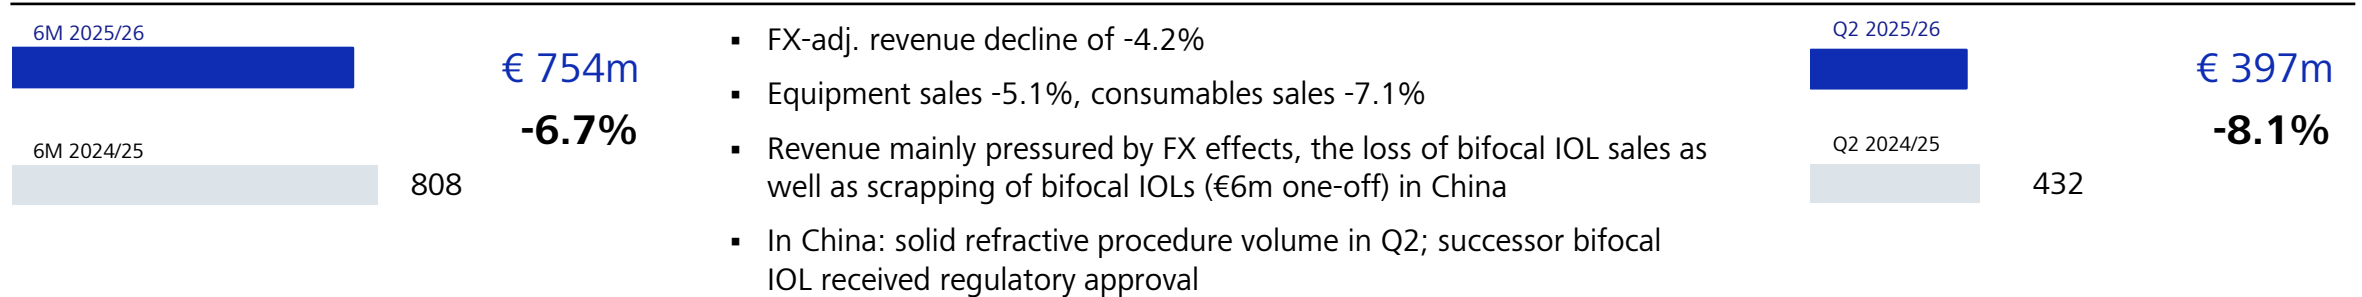 6M 2025/26
€ 754m
-6.7%
6M 2024/25
808
▪ FX-adj. revenue decline of -4.2%
▪ Equipment sales -5.1%, consumables sales -7.1%
▪ Revenue mainly pressured by FX effects, the loss of bifocal IOL sales as
well as scrapping of bifocal IOLs (€6m one-off) in China
▪ In China: solid refractive procedure volume in Q2; successor bifocal
IOL received regulatory approval
Q2 2025/26
€ 397m
-8.1%
Q2 2024/25
432